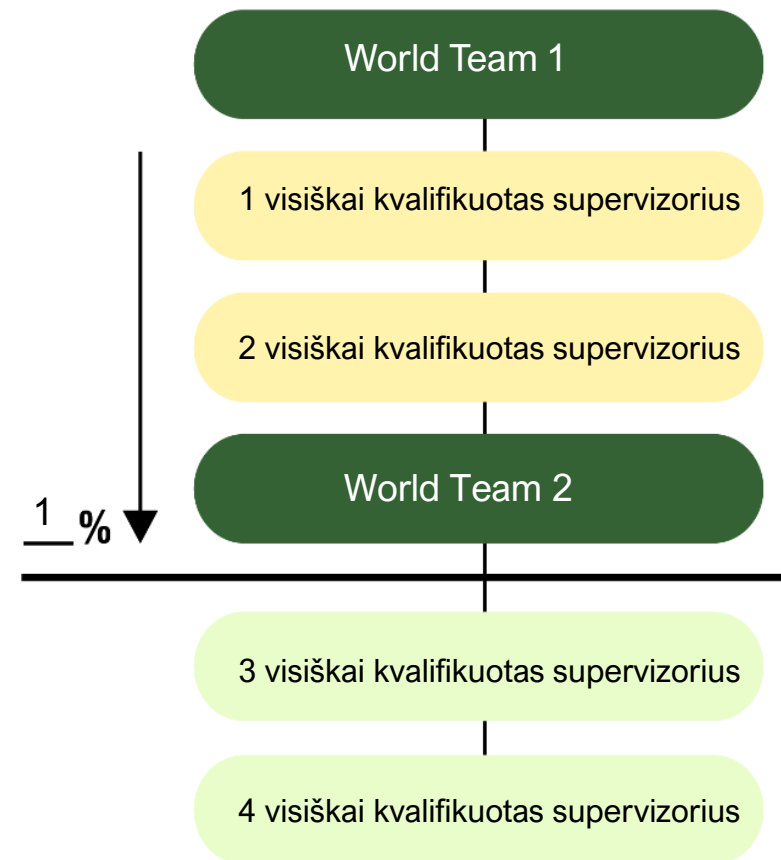 World Team 1
1 visiškai kvalifikuotas supervizorius
2 visiškai kvalifikuotas supervizorius
World Team 2
1 %
3 visiškai kvalifikuotas supervizorius
4 visiškai kvalifikuotas supervizorius